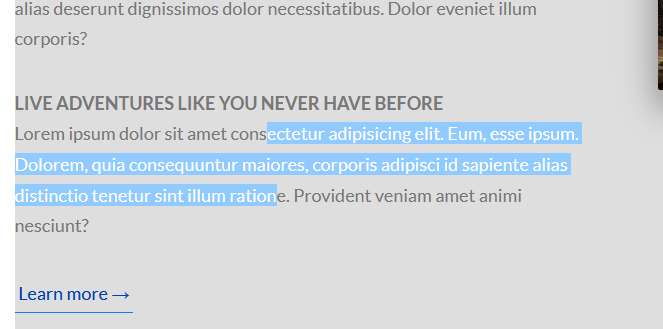 alias deserunt dignissimos dolor necessitatibus. Dolor eveniet illum
corporis?
LIVE ADVENTURES LIKE YOU NEVER HAVE BEFORE
Lorem ipsum dolor sit amet consectetur adipisicing elit. Eum, esse ipsum.
Dolorem, quia consequuntur maiores, corporis adipisci id sapiente alias
distinctio tenetur sint illum ratione. Provident veniam amet animi
nesciunt?
Learn more →